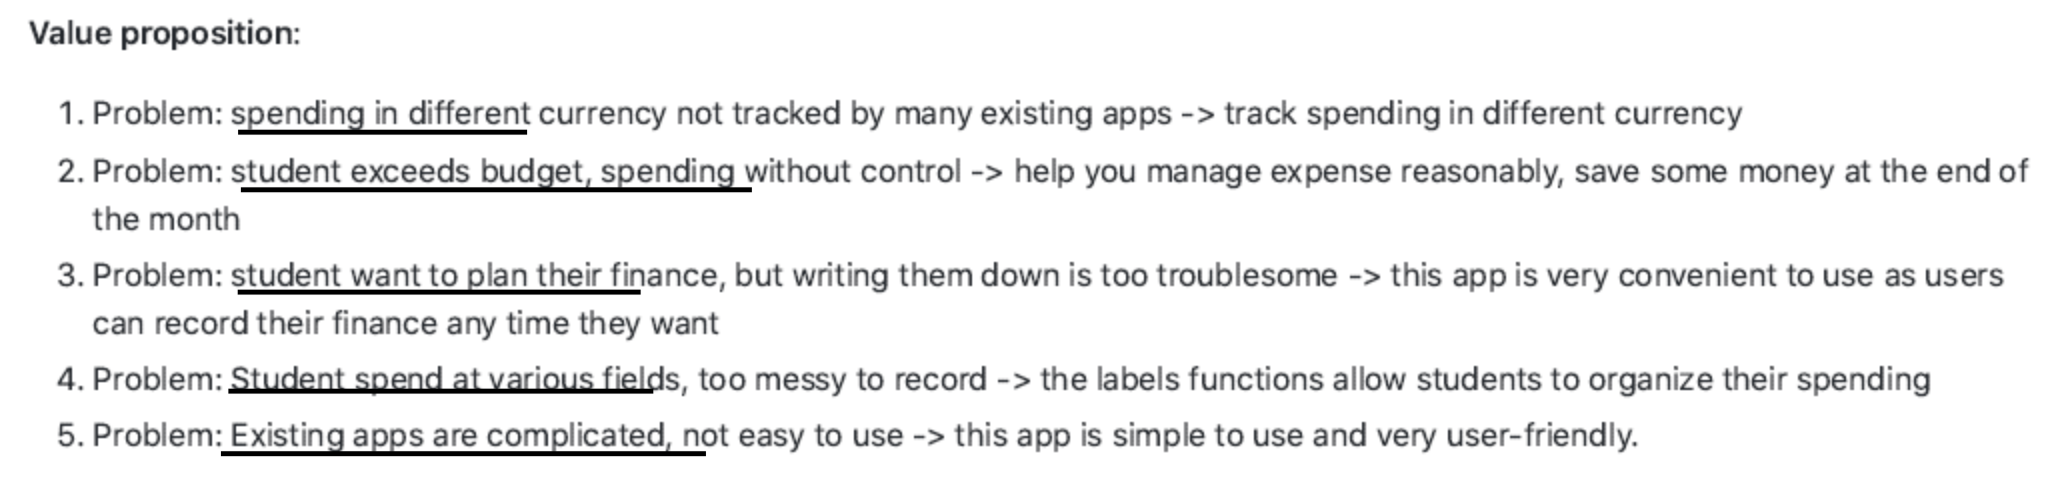 Value proposition:
1. Problem: spending in different currency not tracked by many existing apps -> track spending in different currency
2. Problem: student exceeds budget, spending without control -> help you manage expense reasonably, save some money at the end of
the month
3. Problem: student want to plan their finance, but writing them down is too troublesome -> this app is very convenient to use as users
can record their finance any time they want
4. Problem: Student spend at various fields, too messy to record -> the labels functions allow students to organize their spending
5. Problem: Existing apps are complicated, not easy to use -> this app is simple to use and very user-friendly.